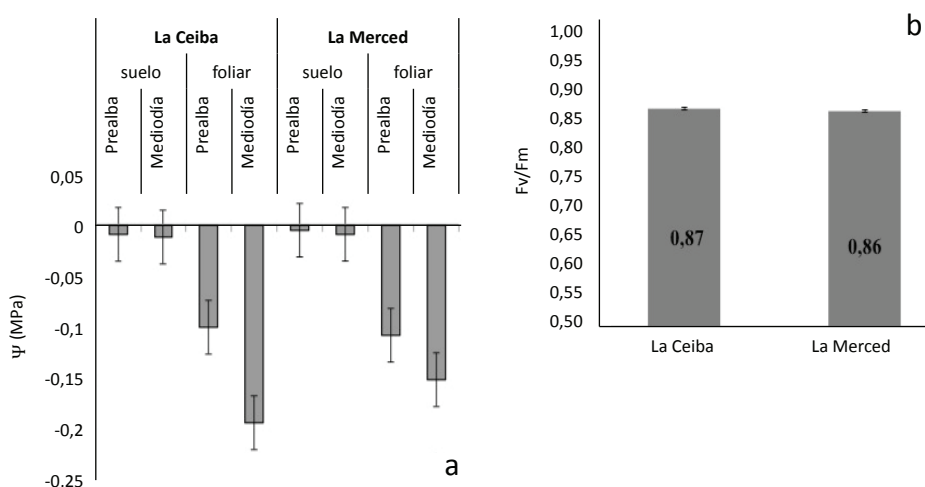 La Ceiba La Merced
suelo foliar suelo foliar
Prealba Mediodía Prealba Mediodía Prealba Mediodía Prealba Mediodía
0,05
0
-0,05
-0,1
-0,15
-0,2
-0,25
Ψ (MPa)
a
b
1,00
0,95
0,90
0,85
0,80
0,75
0,70
0,65
0,60
0,55
0,50
Fv/Fm
0,87 0,86
La Ceiba La Merced